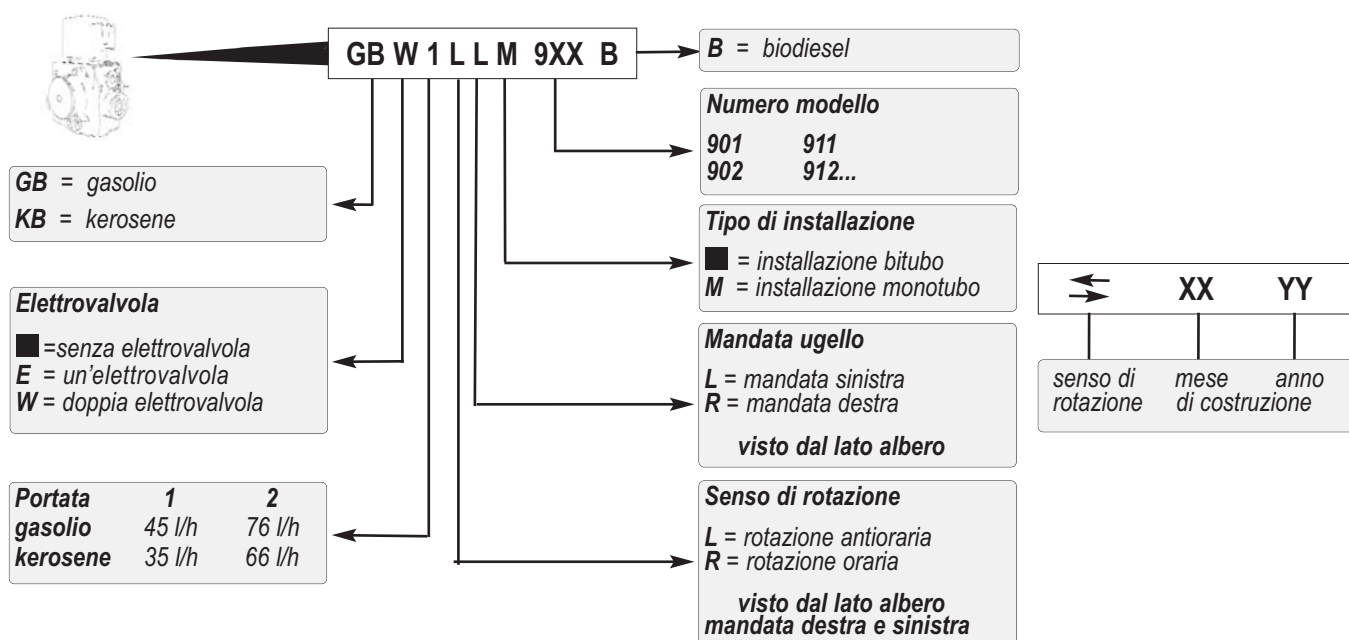 GB W 1 L L M 9XX B
B = biodiesel
Numero modello
901 911
902 912...
GB = gasolio
KB = kerosene
Tipo di installazione
■ = installazione bitubo
M = installazione monotubo
XX YY
senso di rotazione
mese anno
di costruzione
Elettrovalvola
■ =senza elettrovalvola
E = un'elettrovalvola
W = doppia elettrovalvola
Mandata ugello
L = mandata sinistra
R = mandata destra
visto dal lato albero
Portata 1 2
gasolio 45 l/h 76 l/h
kerosene 35 l/h 66 l/h
Senso di rotazione
L = rotazione antioraria
R = rotazione oraria
visto dal lato albero
mandata destra e sinistra